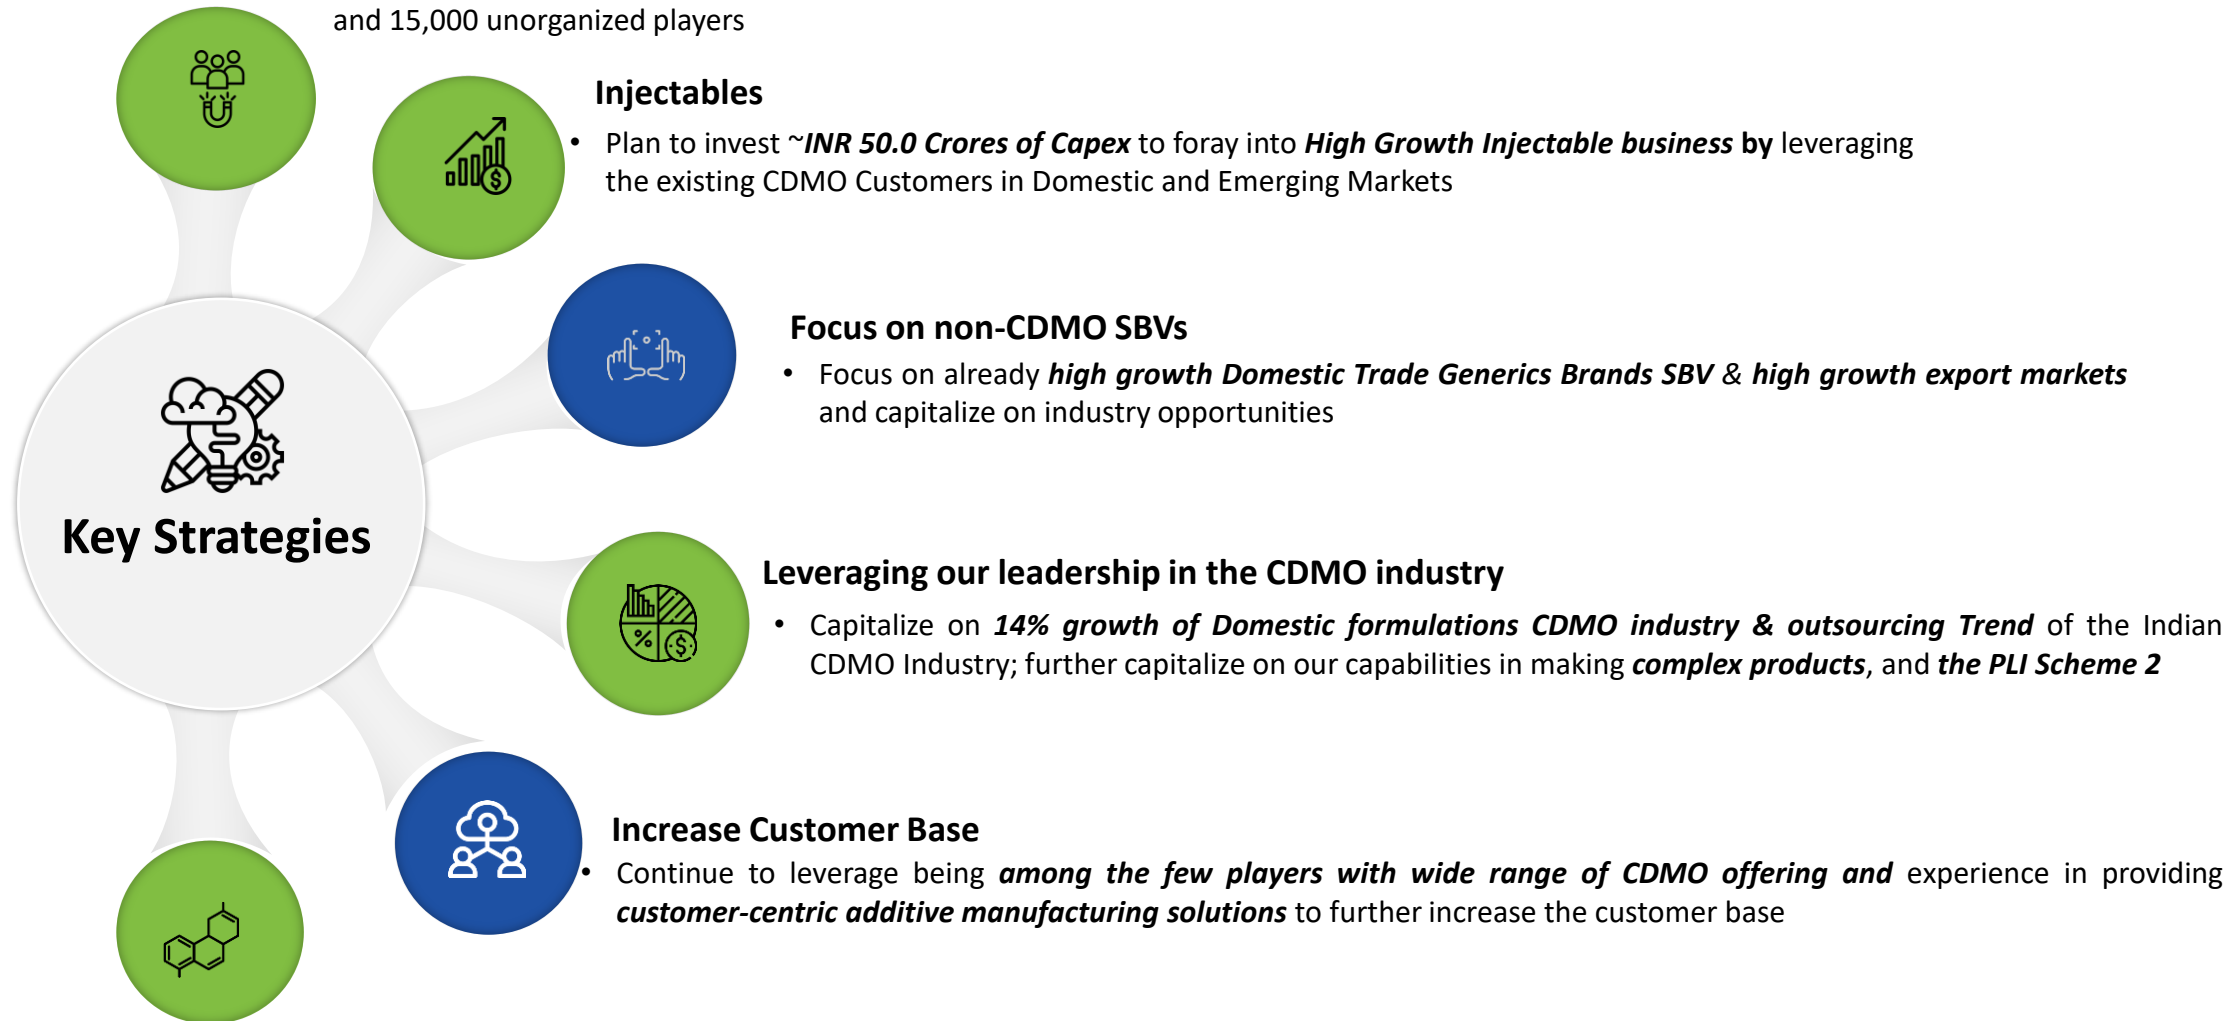 and 15,000 unorganized players
Injectables
• Plan to invest ~INR 50.0 Crores of Capex to foray into High Growth Injectable business by leveraging
the existing CDMO Customers in Domestic and Emerging Markets
Focus on non-CDMO SBVs
• Focus on already high growth Domestic Trade Generics Brands SBV & high growth export markets
and capitalize on industry opportunities
Key Strategies
Leveraging our leadership in the CDMO industry
• Capitalize on 14% growth of Domestic formulations CDMO industry & outsourcing Trend of the Indian
CDMO Industry; further capitalize on our capabilities in making complex products, and the PLI Scheme 2
Increase Customer Base
• Continue to leverage being among the few players with wide range of CDMO offering and experience in providing
customer-centric additive manufacturing solutions to further increase the customer base